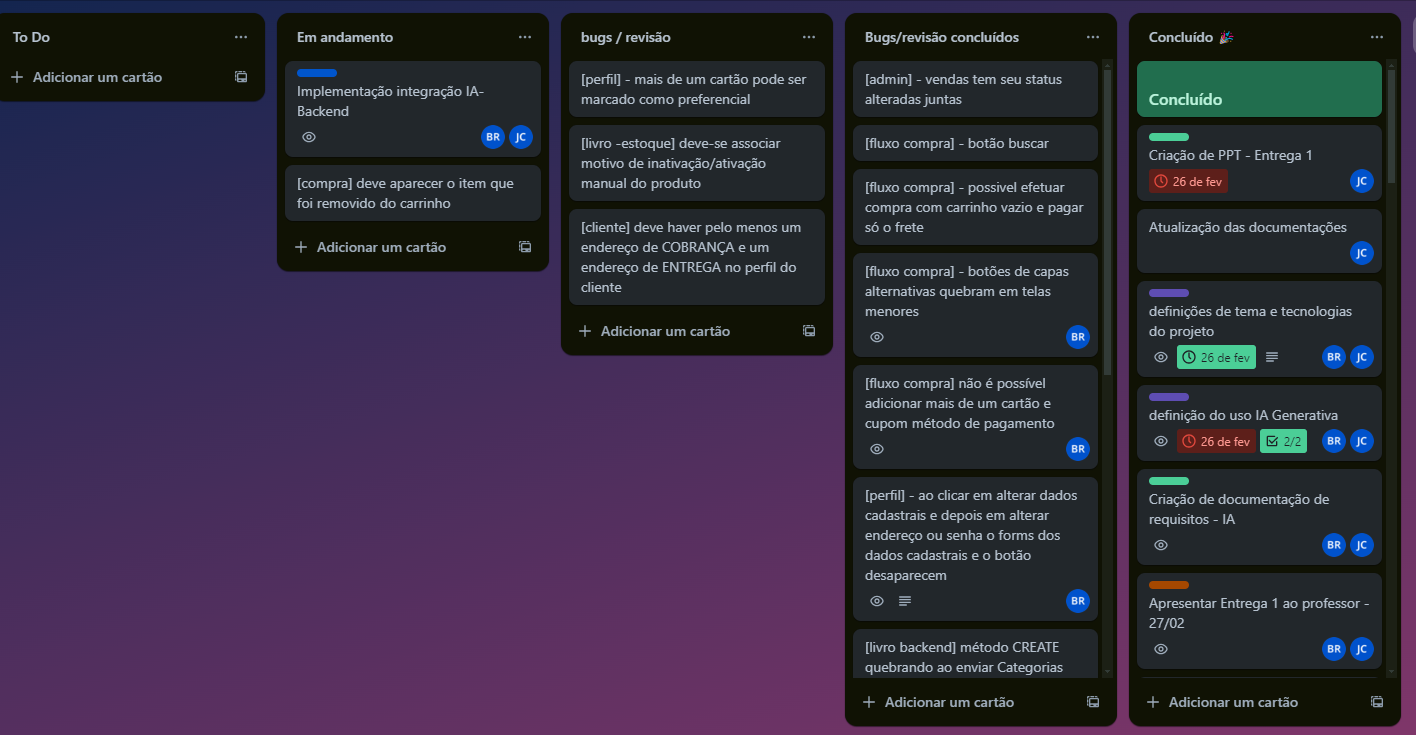 To Do
Adicionar um cartão
Em andamento
Implementação integração IA-
Backend
BR JC
[compra] deve aparecer o item que
foi removido do carrinho
Adicionar um cartão
bugs / revisão
[perfil] - mais de um cartão pode ser
marcado como preferencial
[livro -estoque] deve-se associar
motivo de inativação/ativação
manual do produto
[cliente] deve haver pelo menos um
endereço de COBRANÇA e um
endereço de ENTREGA no perfil do
cliente
Adicionar um cartão
Bugs/revisão concluídos
[admin] - vendas tem seu status
alteradas juntas
[fluxo compra] - botão buscar
[fluxo compra] - possivel efetuar
compra com carrinho vazio e pagar
só o frete
[fluxo compra] - botões de capas
alternativas quebram em telas
menores
BR
[fluxo compra] não é possível
adicionar mais de um cartão e
cupom método de pagamento
BR
[perfil] - ao clicar em alterar dados
cadastrais e depois em alterar
endereço ou senha o forms dos
dados cadastrais e o botão
desaparecem
BR
[livro backend] método CREATE
quebrando ao enviar Categorias
Adicionar um cartão
Concluído 🎉
Concluído
Criação de PPT - Entrega 1
26 de fev JC
Atualização das documentações
JC
definições de tema e tecnologias
do projeto
26 de fev BR JC
definição do uso IA Generativa
26 de fev 2/2 BR JC
Criação de documentação de
requisitos - IA
BR JC
Apresentar Entrega 1 ao professor -
27/02
BR JC
Adicionar um cartão